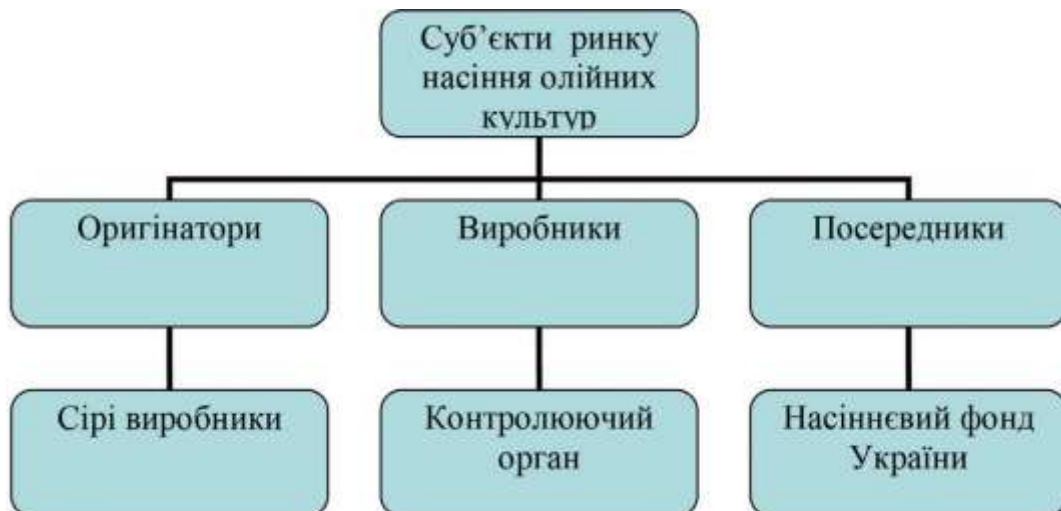 Суб’єкти ринку
насіння олійних
культур
Оригінатори
Виробники
Посередники
Сірі виробники
Контролюючий
орган
Насіннєвий фонд
України